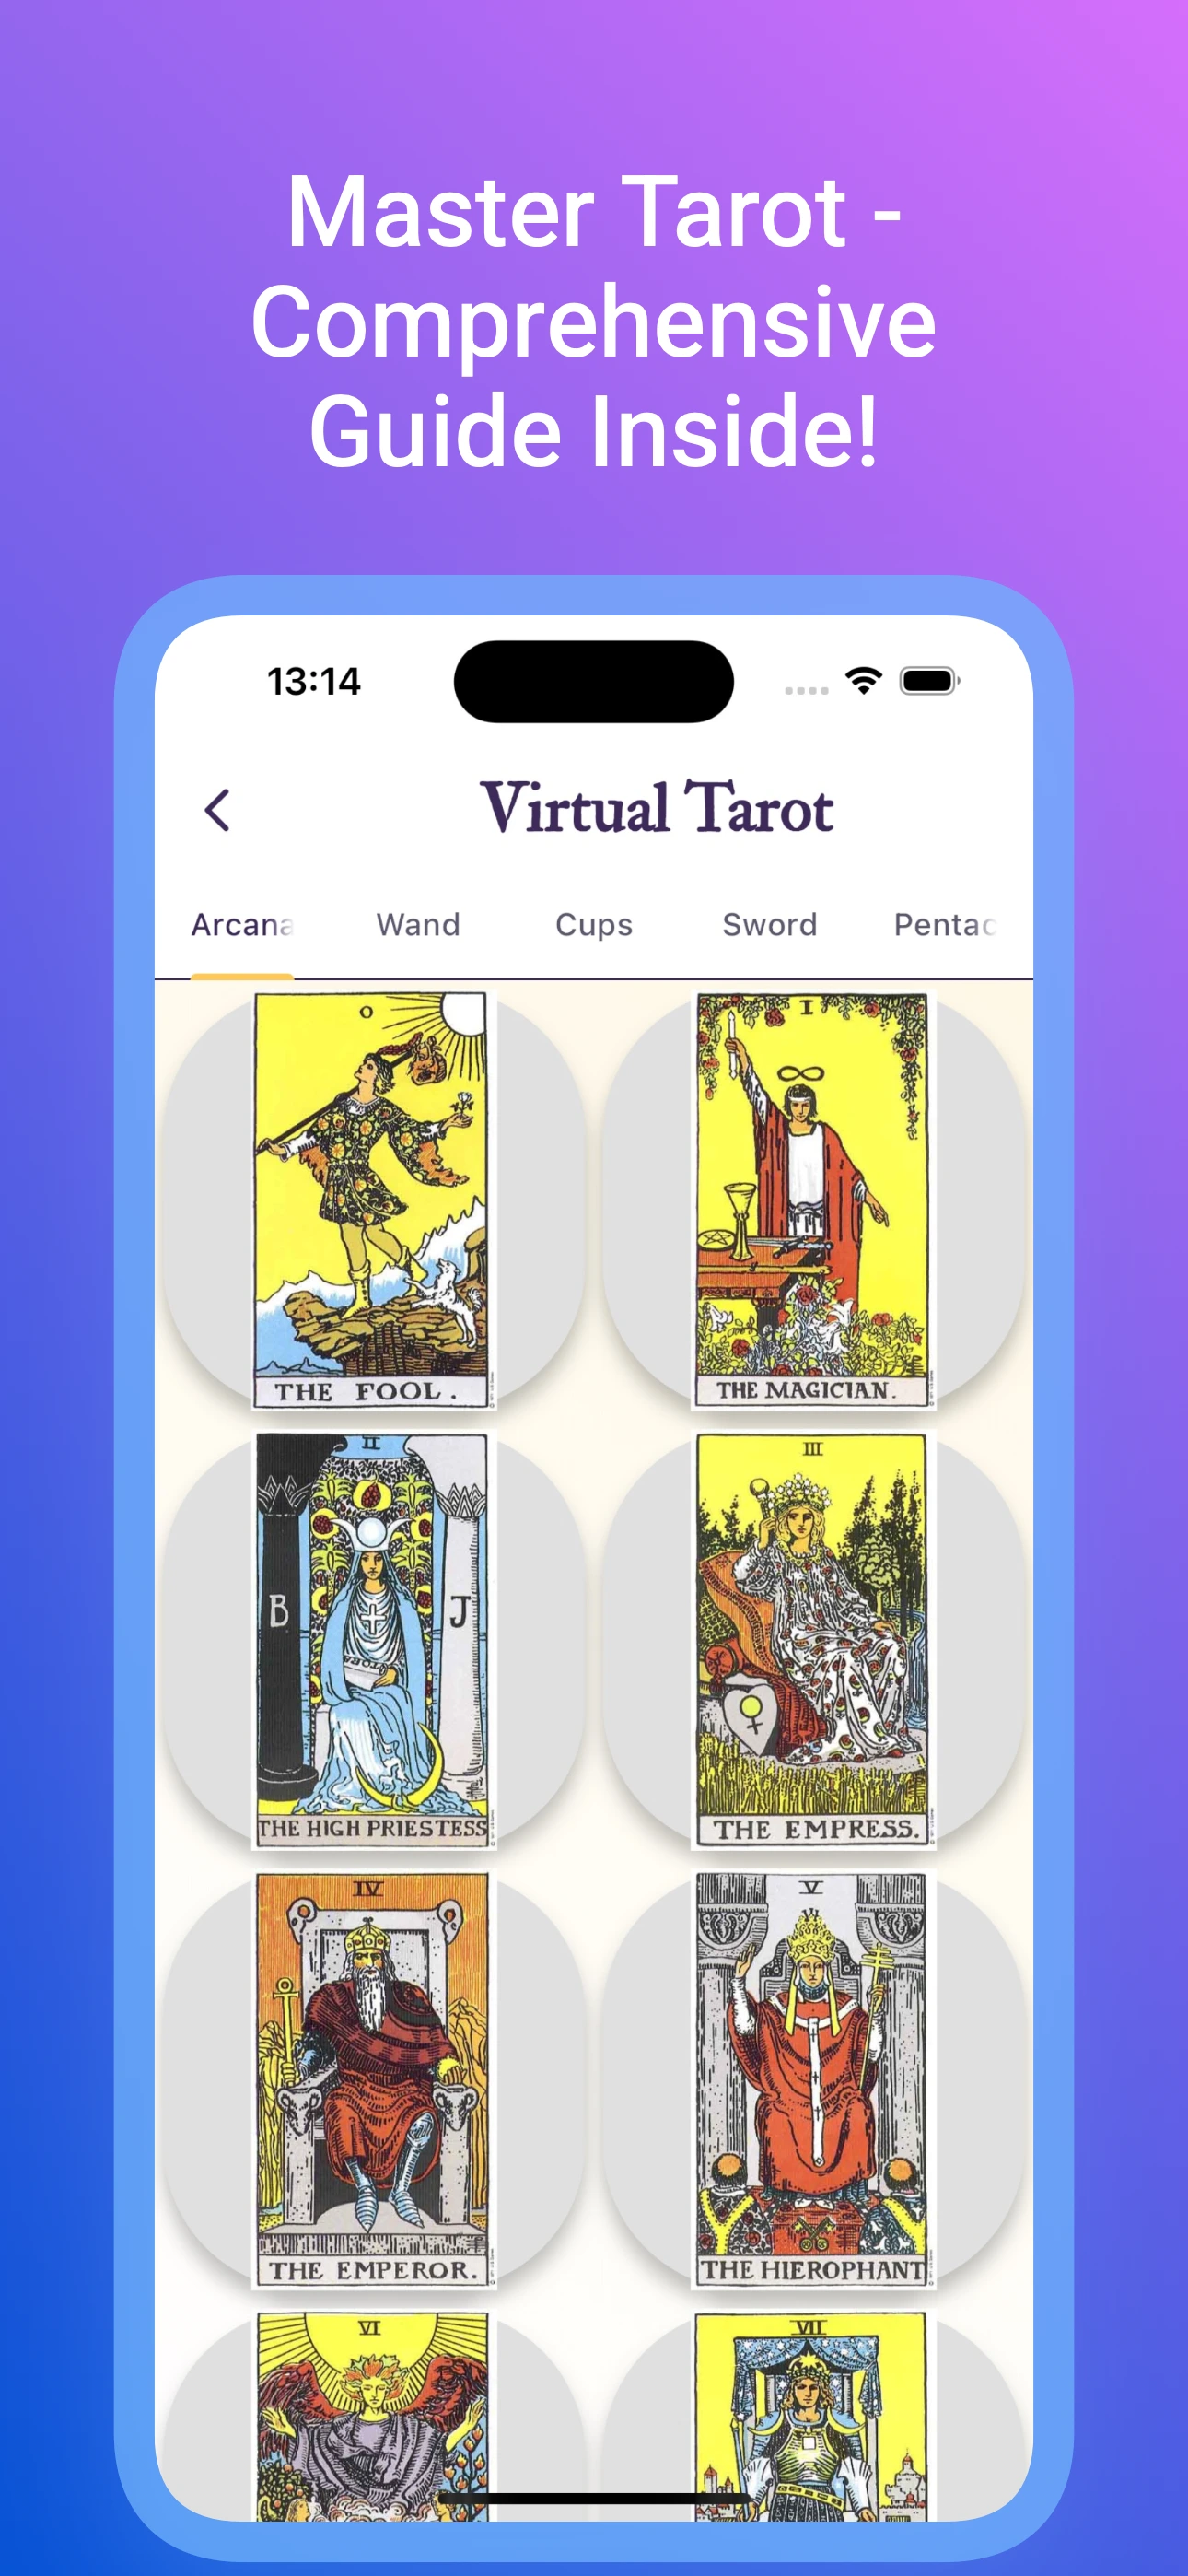 Master Tarot -
Comprehensive
Guide Inside!
13:14
Virtual Tarot
Arcana Wand Cups Sword Pentac
0 I
THE FOOL. THE MAGICIAN.
II III
B J
THE HIGH PRIESTESS THE EMPRESS.
IV V
THE EMPEROR. THE HIEROPHANT
VI VII